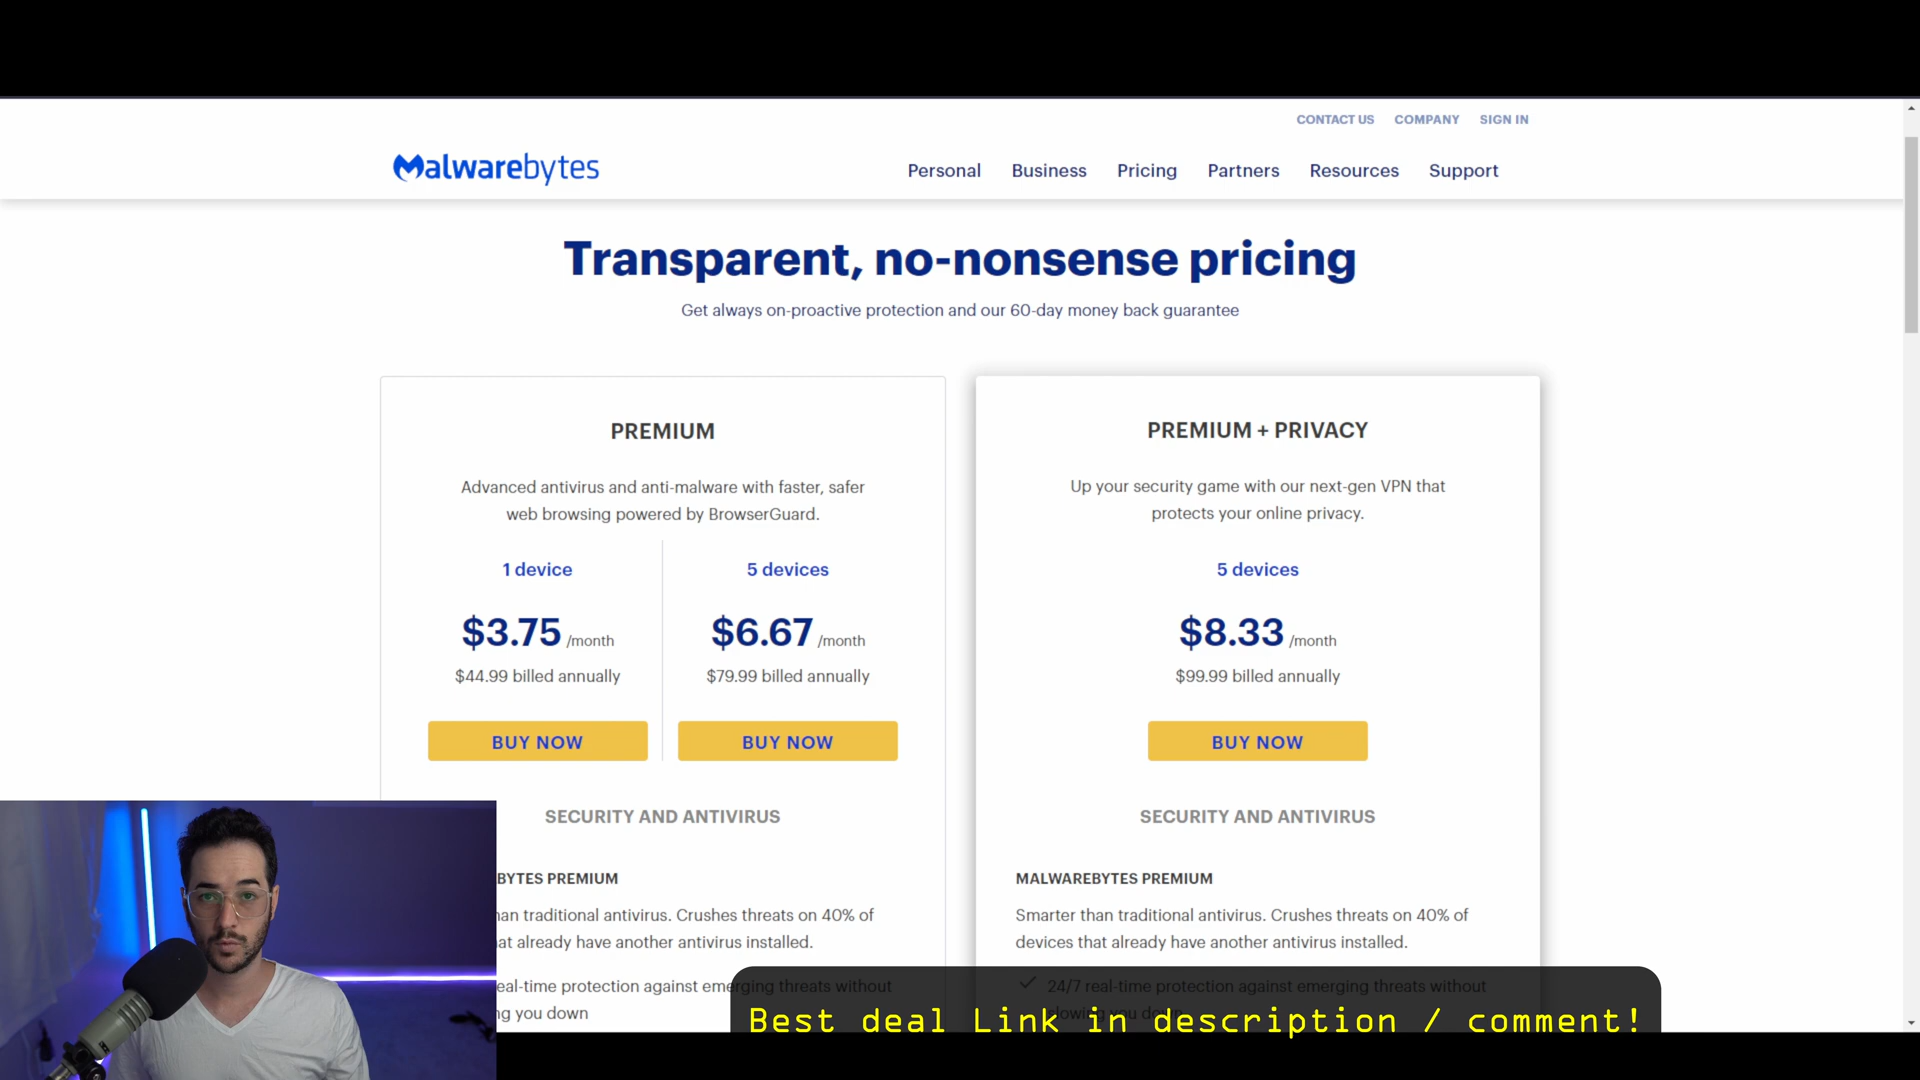 CONTACT US COMPANY SIGN IN
Malwarebytes
Personal Business Pricing Partners Resources Support
Transparent, no-nonsense pricing
Get always on-proactive protection and our 60-day money back guarantee
PREMIUM
Advanced antivirus and anti-malware with faster, safer
web browsing powered by BrowserGuard.
1 device
$3.75 /month
$44.99 billed annually
BUY NOW
5 devices
$6.67 /month
$79.99 billed annually
BUY NOW
SECURITY AND ANTIVIRUS
BYTES PREMIUM
an traditional antivirus. Crushes threats on 40% of
at already have another antivirus installed.
eal-time protection against emerging threats without
ng you down
PREMIUM + PRIVACY
Up your security game with our next-gen VPN that
protects your online privacy.
5 devices
$8.33 /month
$99.99 billed annually
BUY NOW
SECURITY AND ANTIVIRUS
MALWAREBYTES PREMIUM
Smarter than traditional antivirus. Crushes threats on 40% of
devices that already have another antivirus installed.
24/7 real-time protection against emerging threats without
slowing you down
Best deal Link in description / comment!